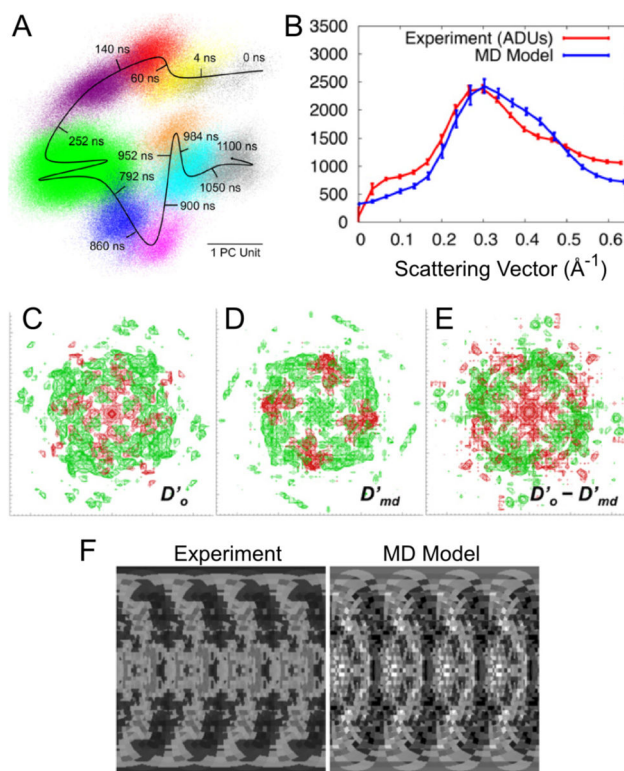 A
140 ns
4 ns
0 ns
60 ns
252 ns
952 ns
984 ns
1100 ns
792 ns
1050 ns
900 ns
860 ns
1 PC Unit
B
Experiment (ADUs)
MD Model
3500
3000
2500
2000
1500
1000
500
0
0 0.1 0.2 0.3 0.4 0.5 0.6
Scattering Vector (Å⁻¹)
C
D
E
D'o
D'md
D'o − D'md
F
Experiment
MD Model